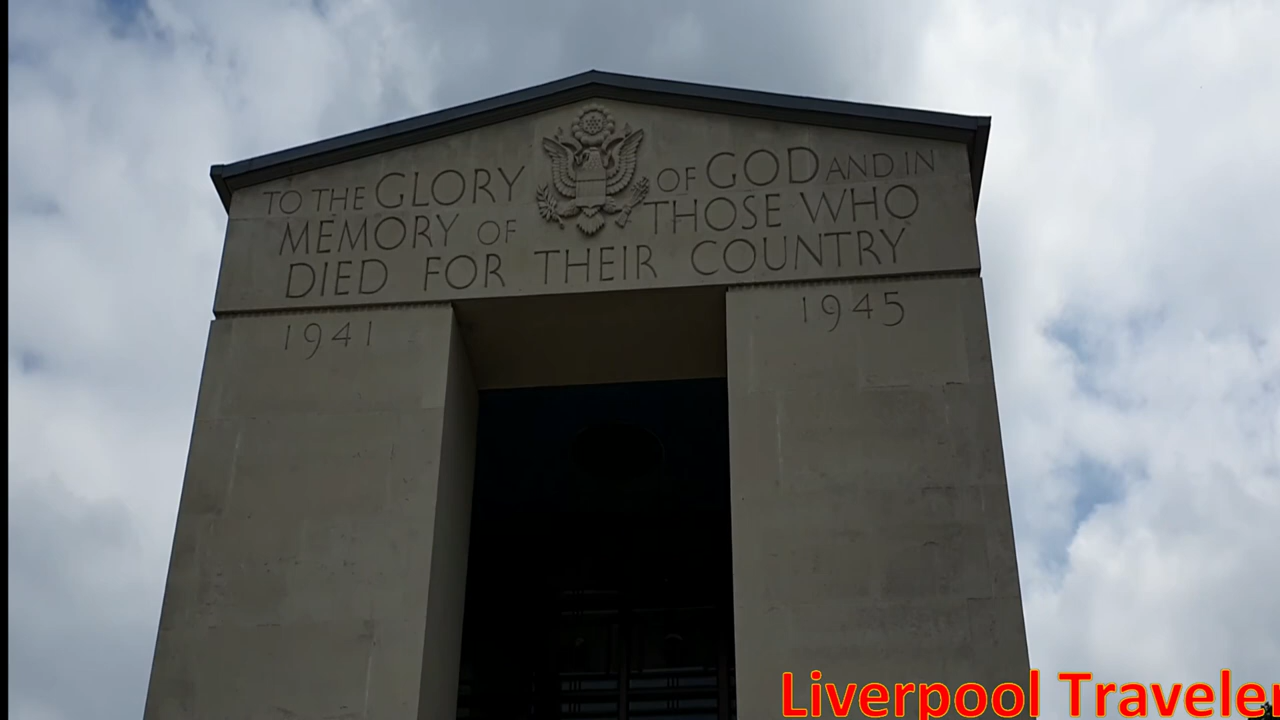 TO THE GLORY OF GOD AND IN
MEMORY OF THOSE WHO
DIED FOR THEIR COUNTRY
1941 1945
Liverpool Traveler